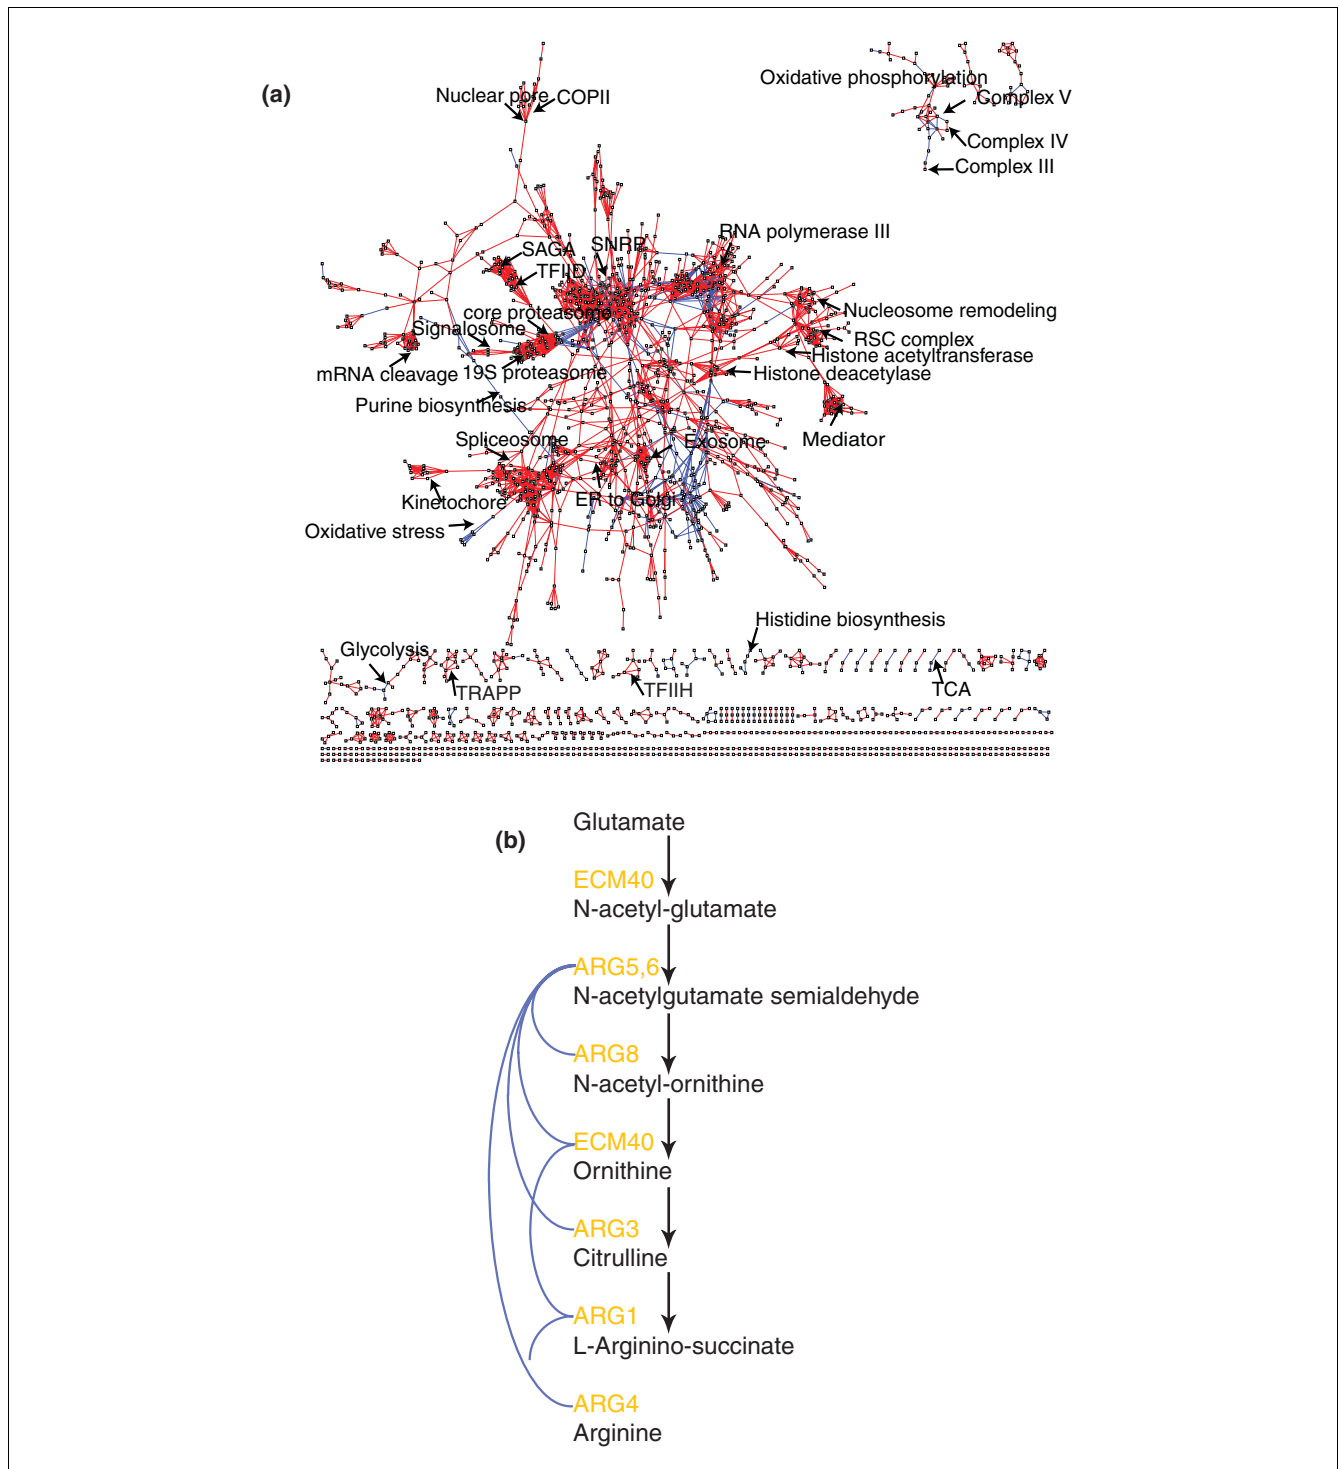 (a)
Nuclear pore
COPII
Oxidative phosphorylation
Complex V
Complex IV
Complex III
SAGA
SNRP
RNA polymerase III
TFIID
core proteasome
Signalosome
Nucleosome remodeling
RSC complex
Histone acetyltransferase
mRNA cleavage
19S proteasome
Histone deacetylase
Purine biosynthesis
Spliceosome
Exosome
Mediator
Kinetochore
ER to Golgi
Oxidative stress
Histidine biosynthesis
Glycolysis
TRAPP
TFIIH
TCA
(b)
Glutamate
ECM40
N-acetyl-glutamate
ARG5,6
N-acetylgutamate semialdehyde
ARG8
N-acetyl-ornithine
ECM40
Ornithine
ARG3
Citrulline
ARG1
L-Arginino-succinate
ARG4
Arginine